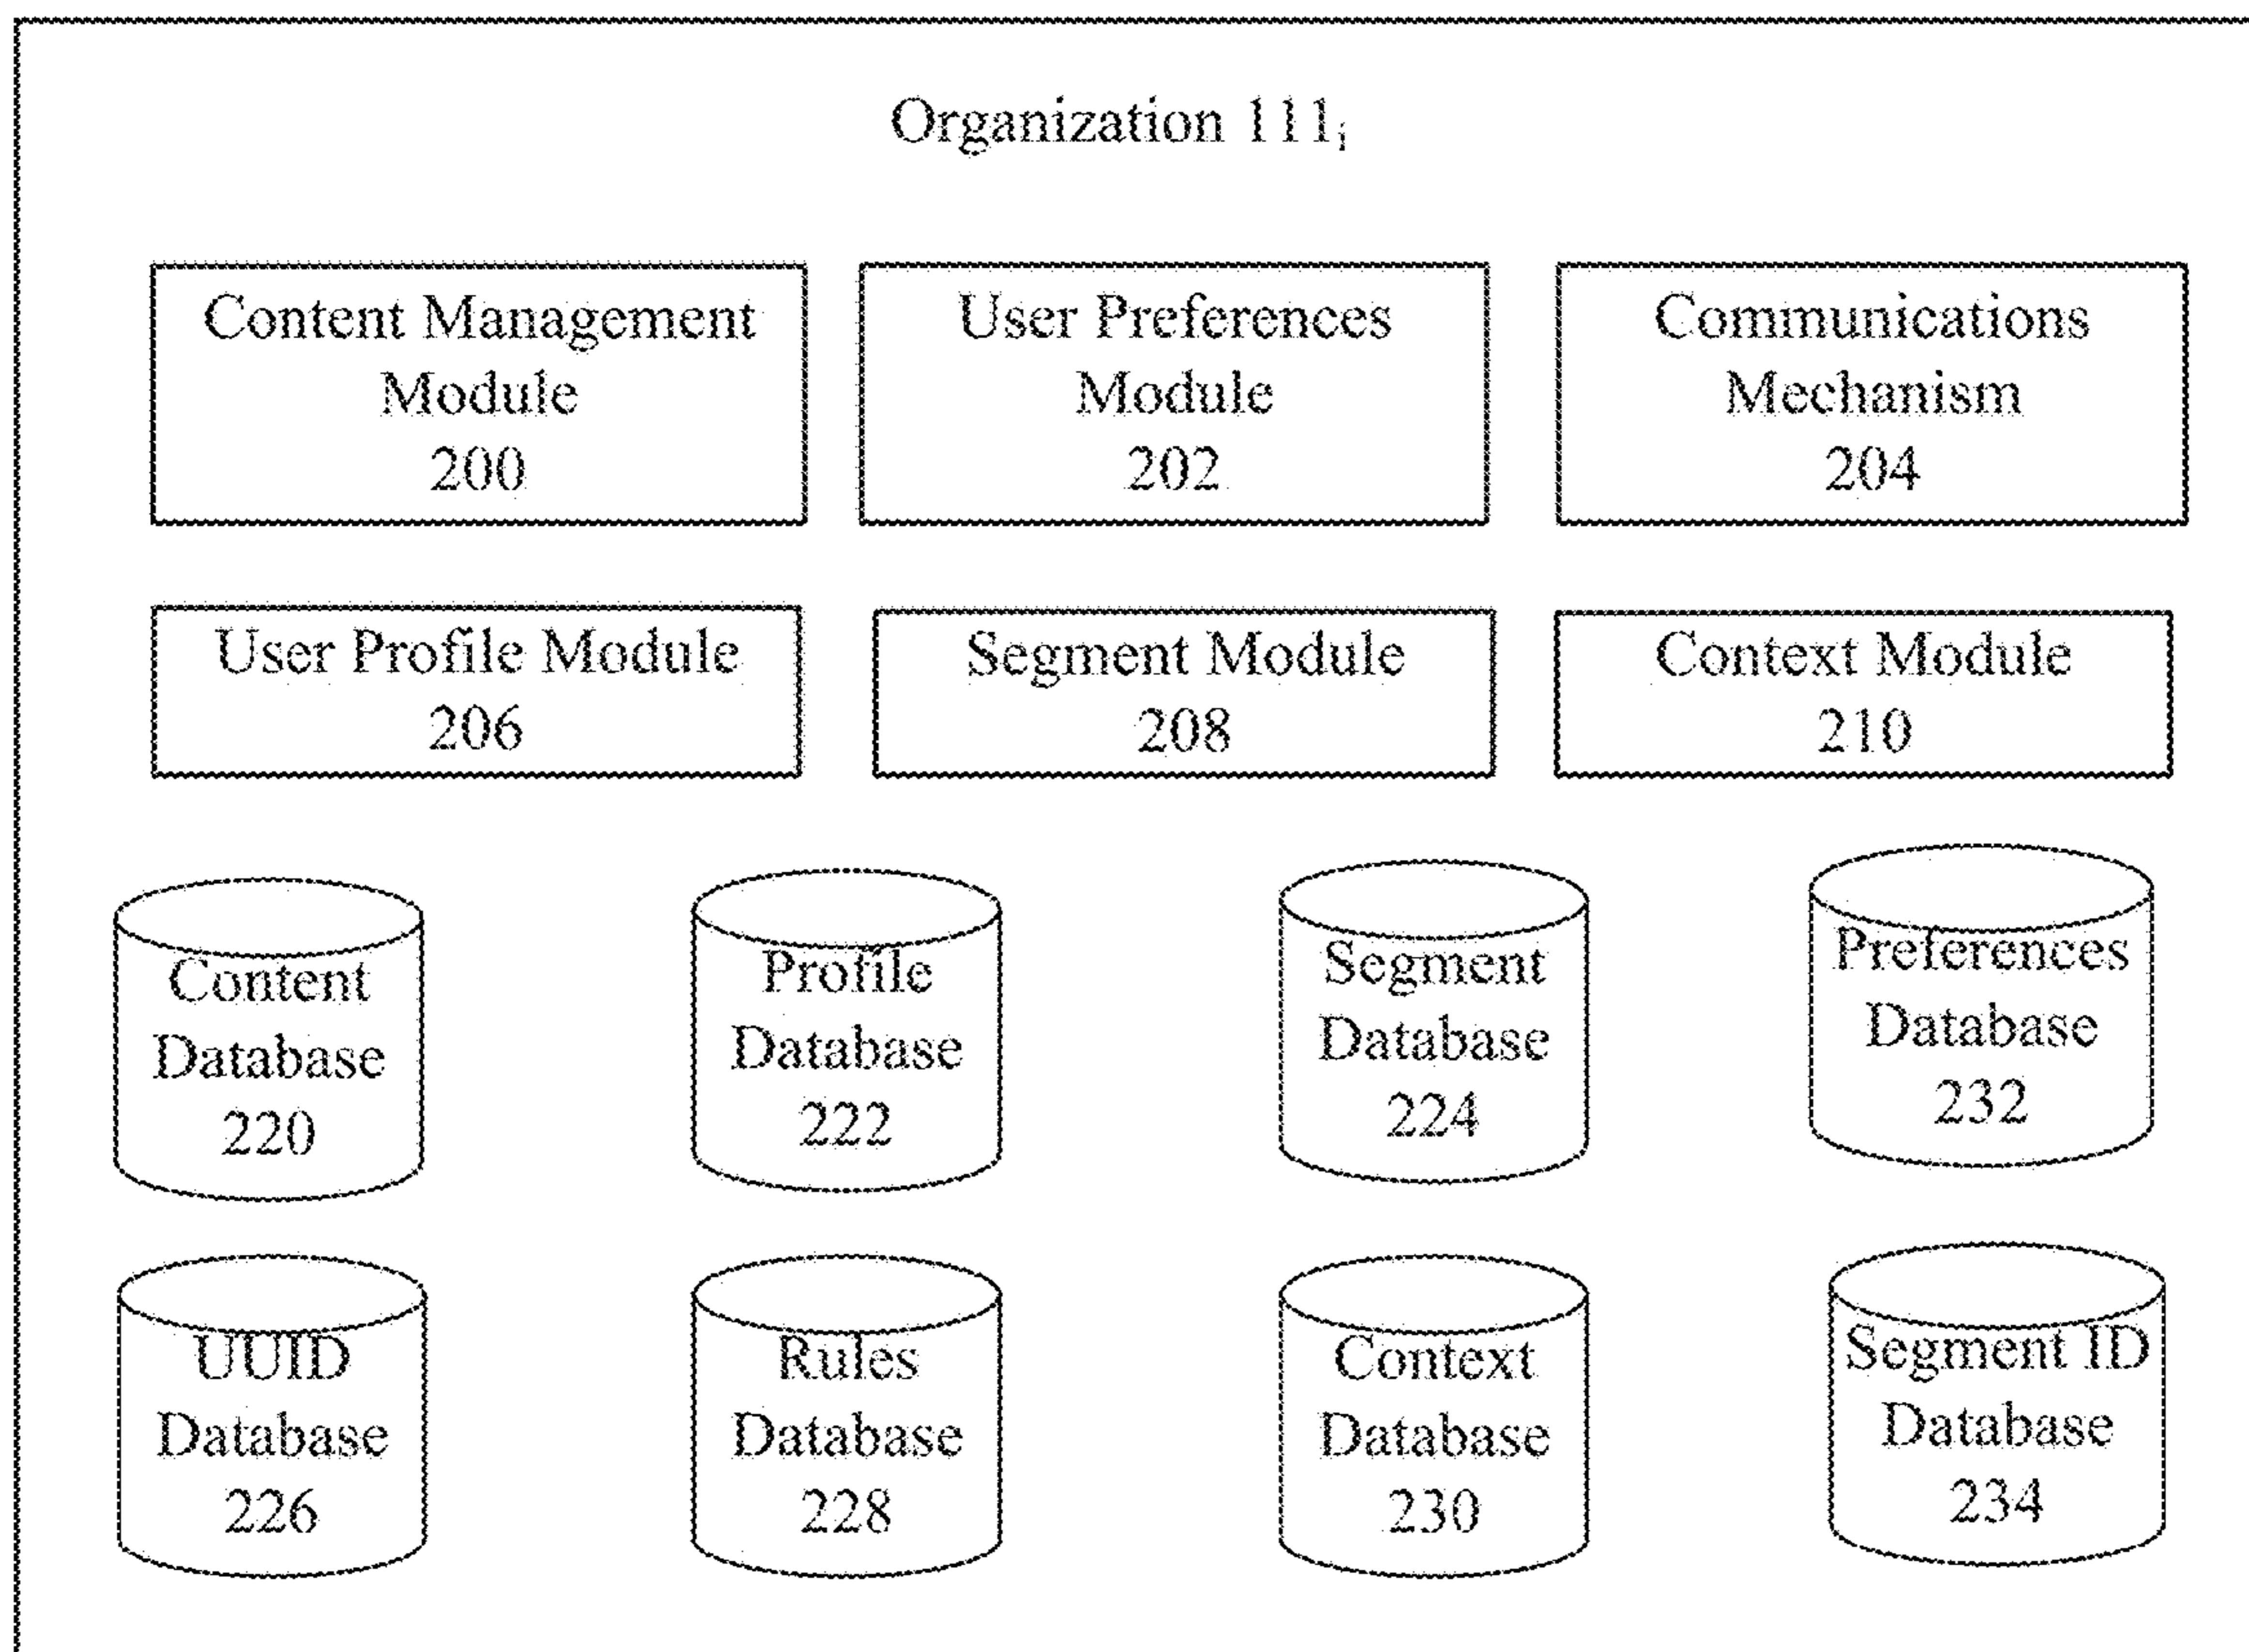 Organization 111i
Content Management
Module
200
User Preferences
Module
202
Communications
Mechanism
204
User Profile Module
206
Segment Module
208
Context Module
210
Content
Database
220
Profile
Database
222
Segment
Database
224
Preferences
Database
232
UUID
Database
226
Rules
Database
228
Context
Database
230
Segment ID
Database
234